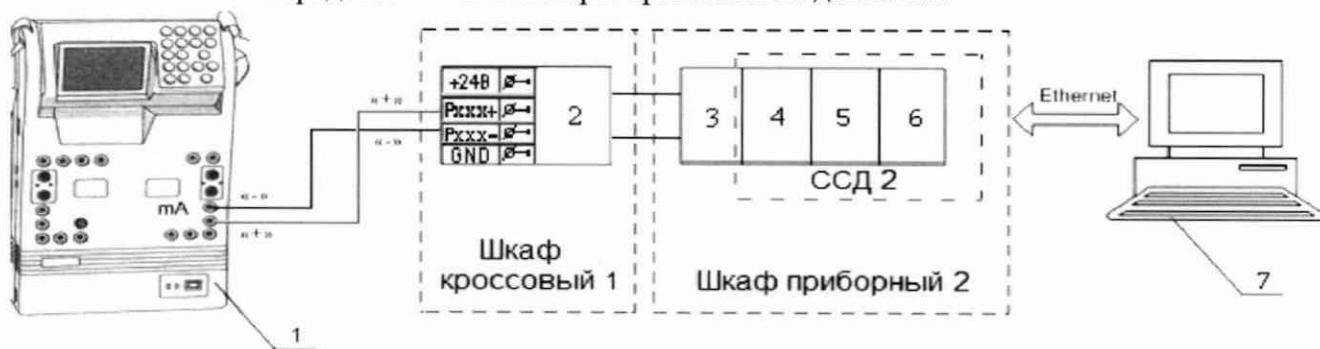 +24В
Рххх+
Рххх-
GND
2
3
4
5
6
ССД 2
Ethernet
« + »
« - »
« - »
mA
« + »
Шкаф
кроссовый 1
Шкаф приборный 2
1
7